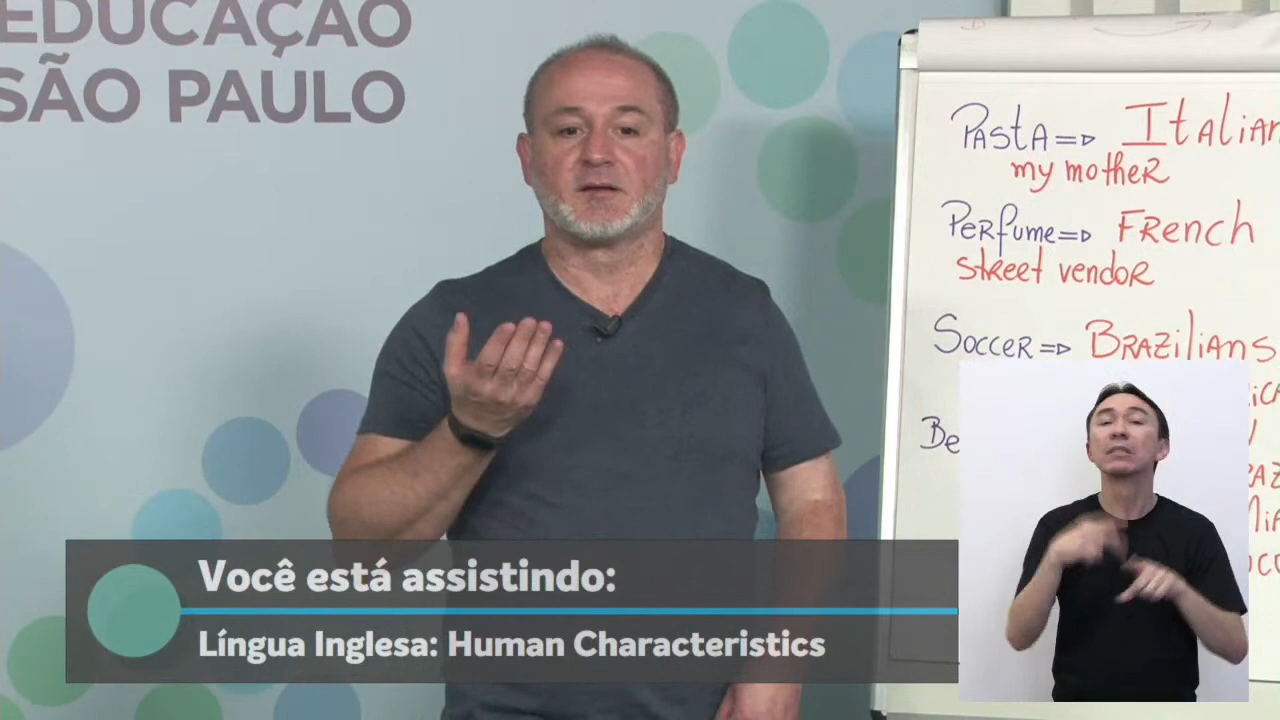 EDUCAÇÃO
SÃO PAULO
PASTA => ITALIAN
my motheR
PeRfume => FRench
street vendoR
SocceR => BRAZilians
Você está assistindo:
Língua Inglesa: Human Characteristics